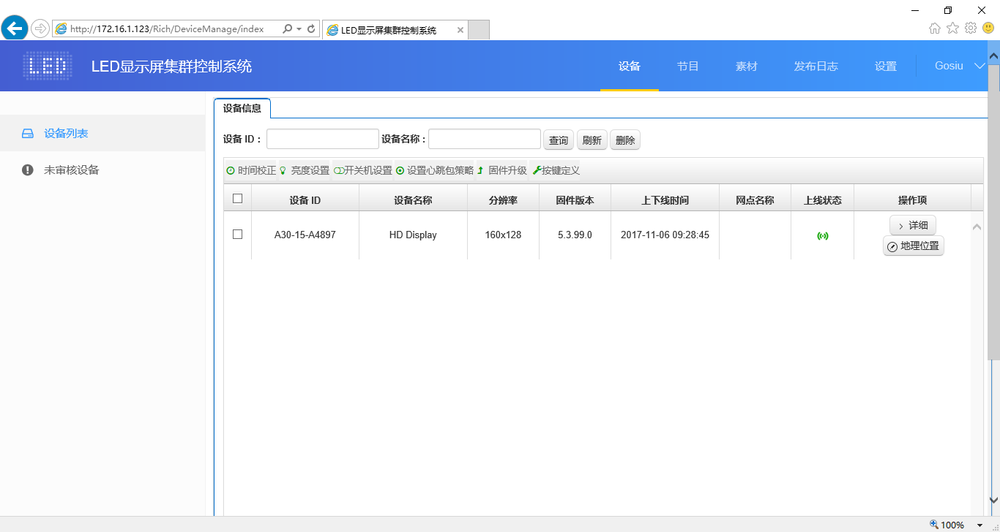 http://172.16.1.123/Rich/DeviceManage/index
LED显示屏集群控制系统
LED
LED显示屏集群控制系统
设备
节目
素材
发布日志
设置
Gosiu
设备列表
未审核设备
设备信息
设备 ID： 设备名称： 查询 刷新 删除
时间校正 亮度设置 开关机设置 设置心跳包策略 固件升级 按键定义
设备 ID 设备名称 分辨率 固件版本 上下线时间 网点名称 上线状态 操作项
A30-15-A4897 HD Display 160x128 5.3.99.0 2017-11-06 09:28:45 详细
地理位置
100%